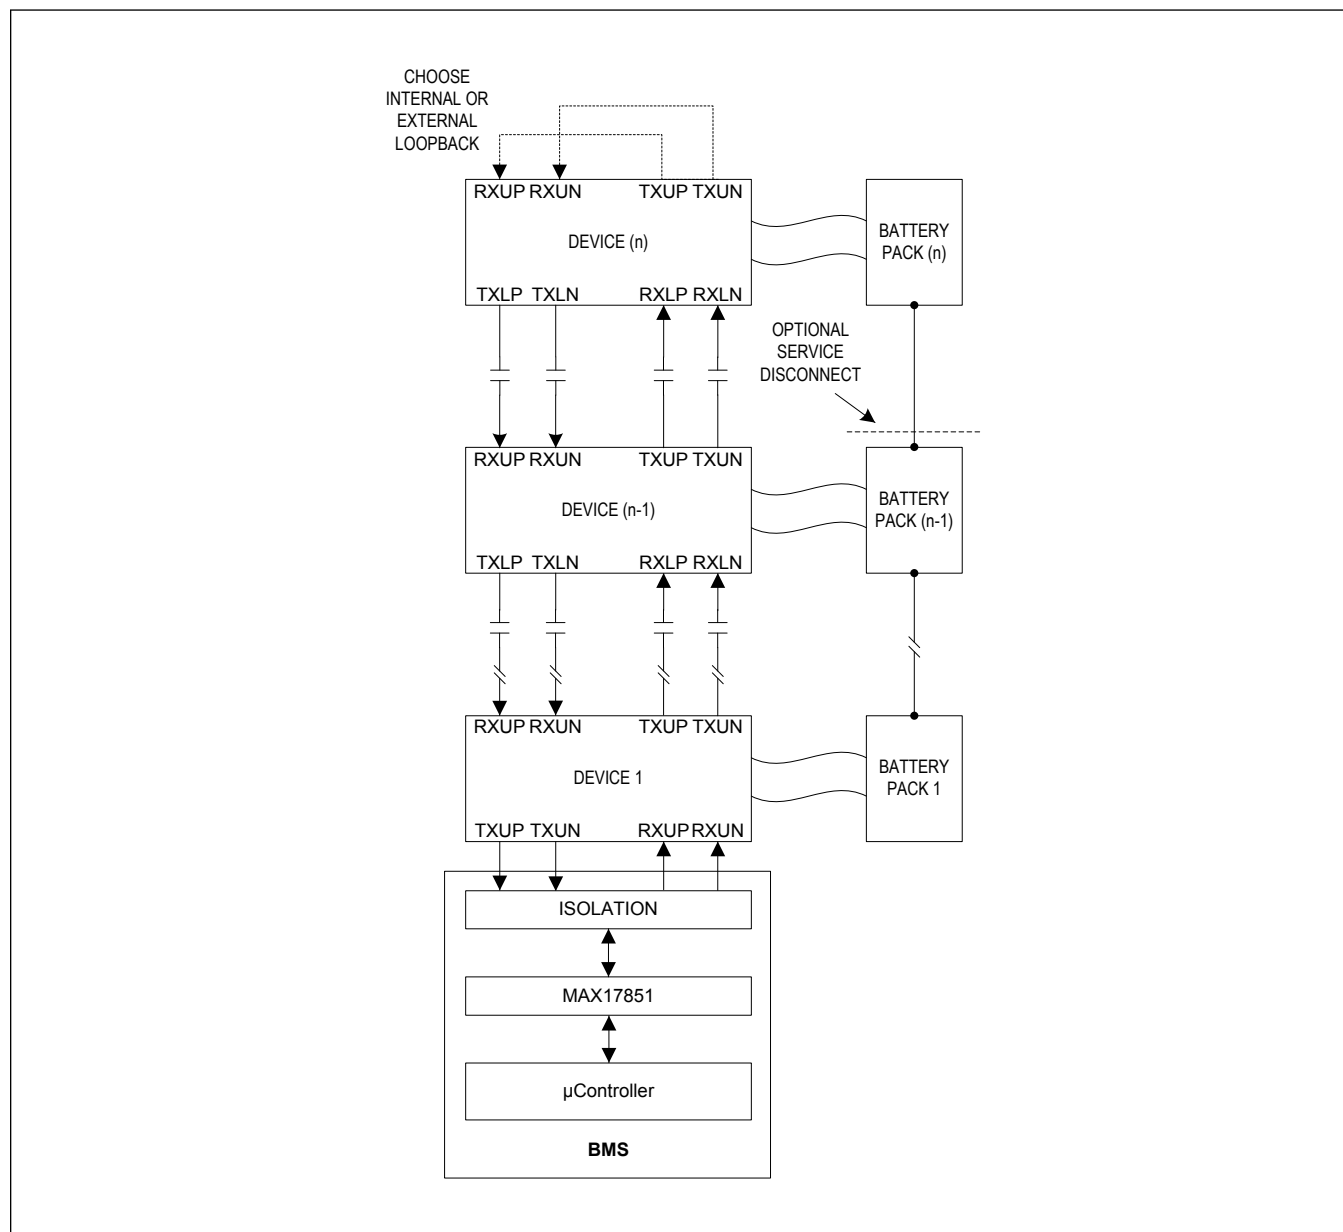 CHOOSE
INTERNAL OR
EXTERNAL
LOOPBACK
RXUP RXUN TXUP TXUN
DEVICE (n)
TXLP TXLN RXLP RXLN
BATTERY
PACK (n)
OPTIONAL
SERVICE
DISCONNECT
RXUP RXUN TXUP TXUN
DEVICE (n-1)
TXLP TXLN RXLP RXLN
BATTERY
PACK (n-1)
RXUP RXUN TXUP TXUN
DEVICE 1
TXUP TXUN RXUP RXUN
BATTERY
PACK 1
ISOLATION
MAX17851
µController
BMS